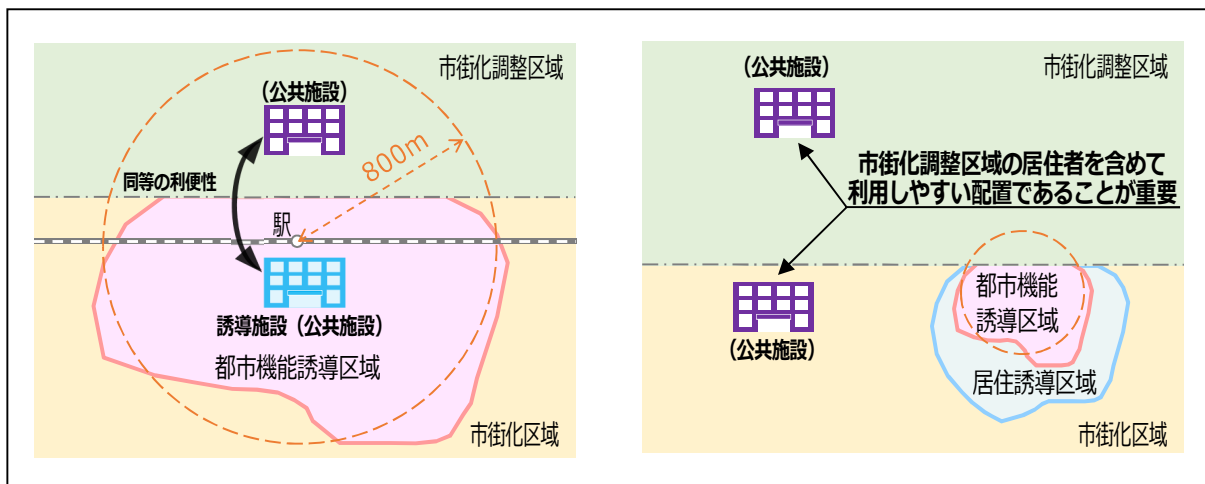 市街化調整区域
（公共施設）
800m
同等の利便性
駅
誘導施設（公共施設）
都市機能誘導区域
市街化区域
（公共施設）
市街化調整区域
市街化調整区域の居住者を含めて
利用しやすい配置であることが重要
（公共施設）
都市機能
誘導区域
居住誘導区域
市街化区域